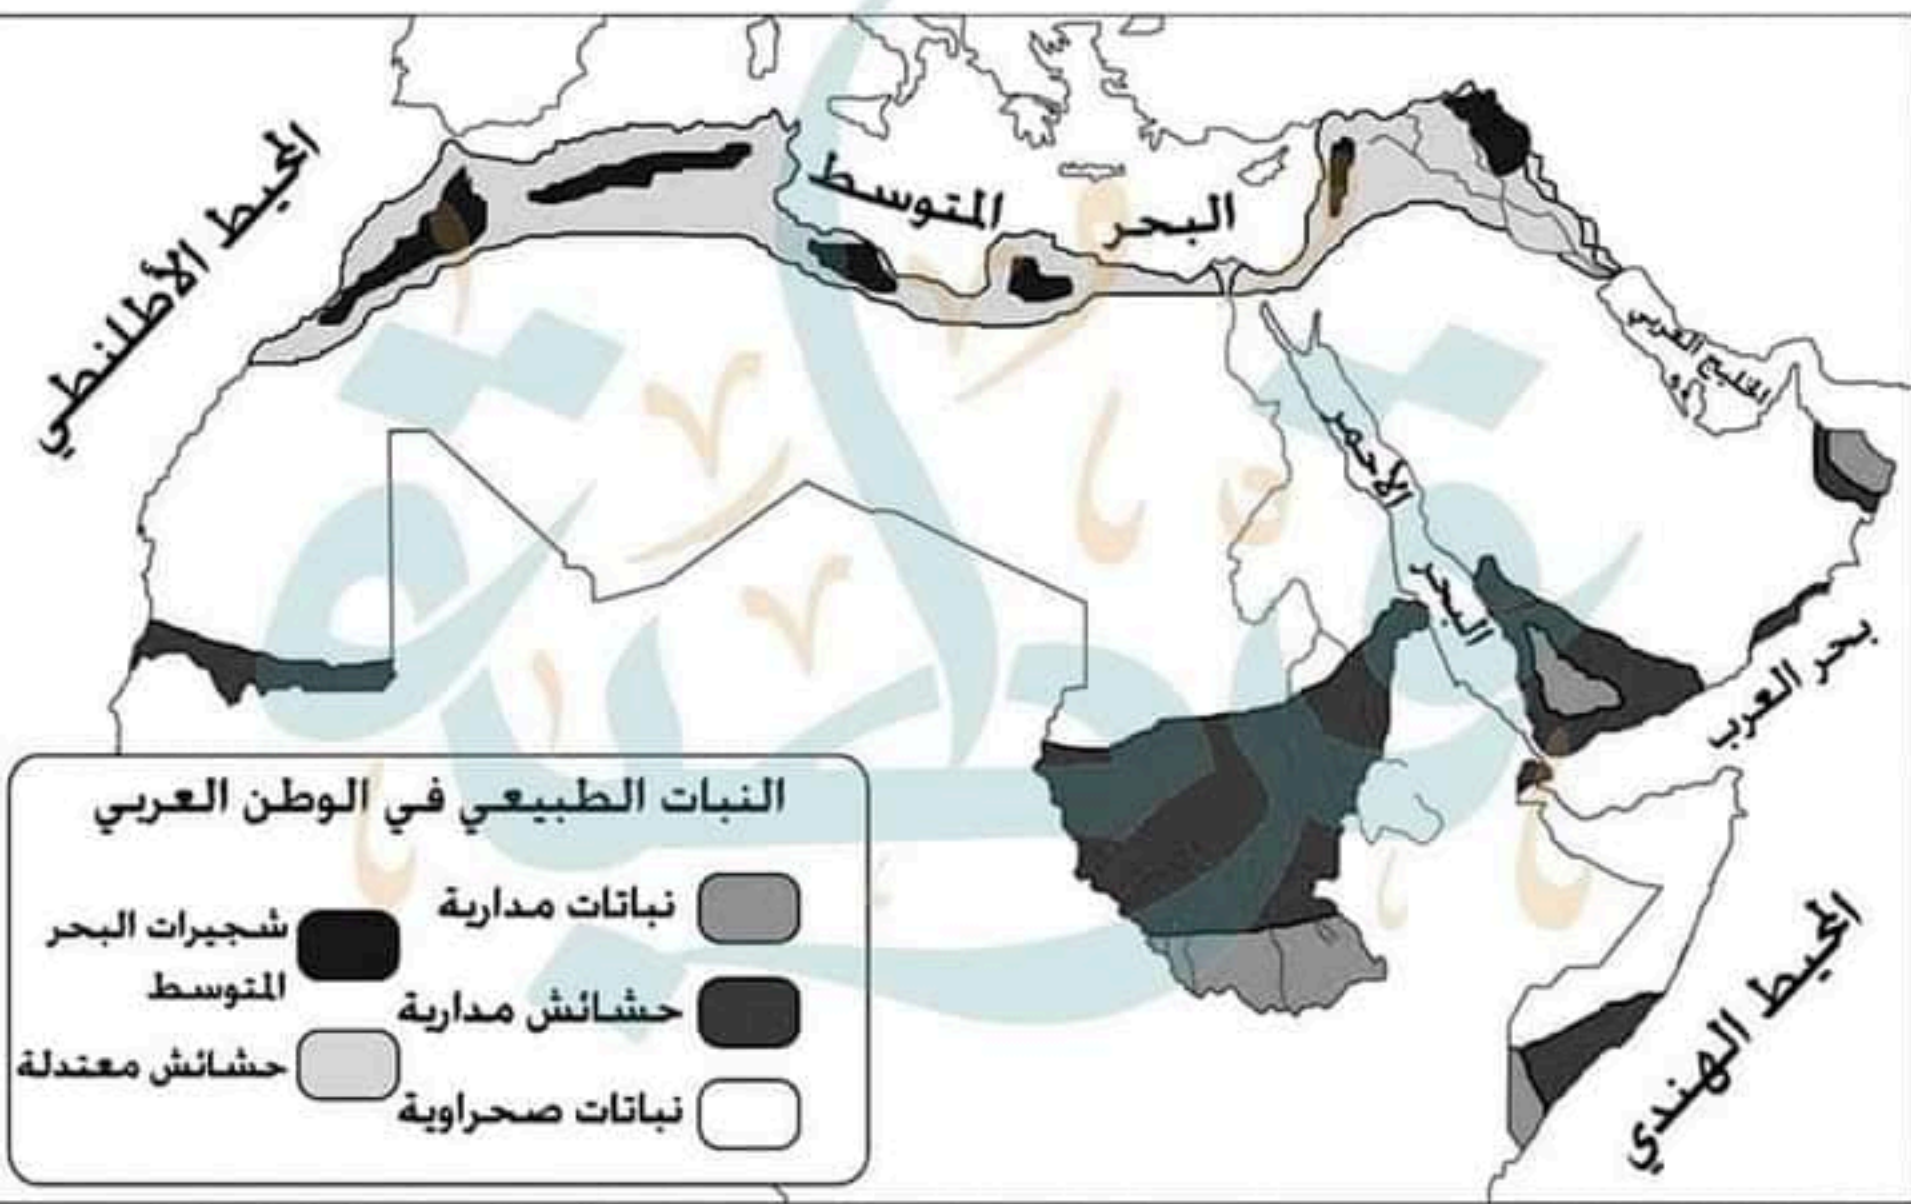 المحيط الأطلنطي
البحر المتوسط
الخليج العربي
البحر الأحمر
بحر العرب
المحيط الهندي
النبات الطبيعي في الوطن العربي
نباتات مدارية
حشائش مدارية
نباتات صحراوية
شجيرات البحر
المتوسط
حشائش معتدلة